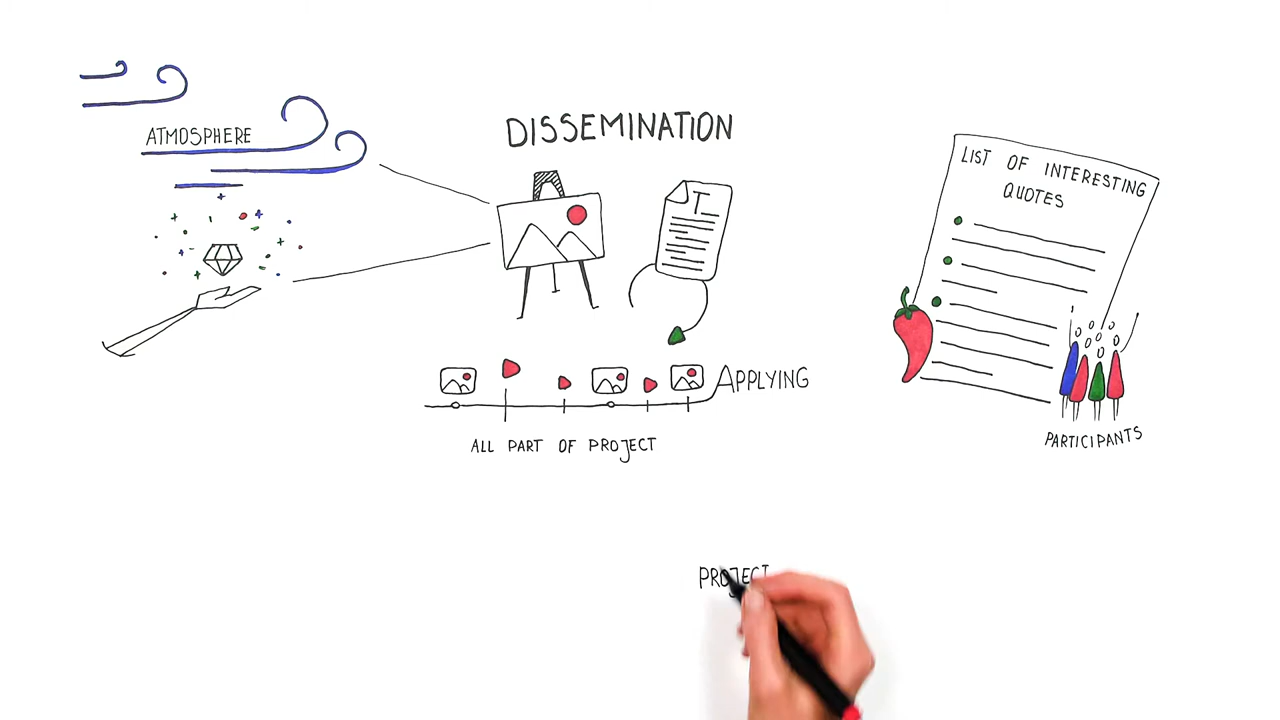 ATMOSPHERE
DISSEMINATION
T
APPLYING
ALL PART OF PROJECT
LIST OF INTERESTING
QUOTES
PARTICIPANTS
PROJECT